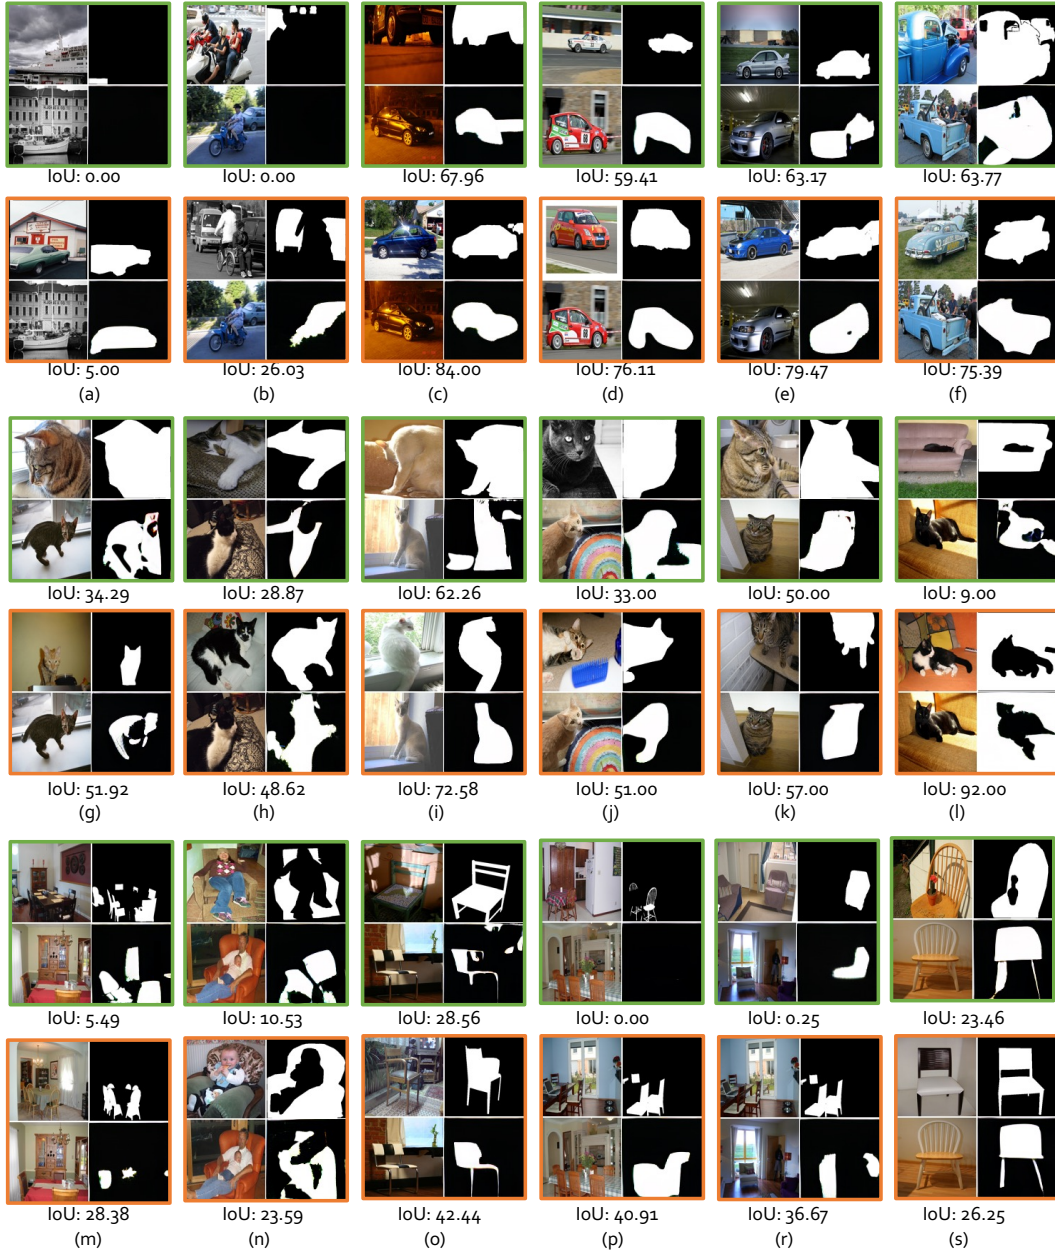 IoU: 0.00 IoU: 0.00 IoU: 67.96 IoU: 59.41 IoU: 63.17 IoU: 63.77
IoU: 5.00 IoU: 26.03 IoU: 84.00 IoU: 76.11 IoU: 79.47 IoU: 75.39
(a) (b) (c) (d) (e) (f)
IoU: 34.29 IoU: 28.87 IoU: 62.26 IoU: 33.00 IoU: 50.00 IoU: 9.00
IoU: 51.92 IoU: 48.62 IoU: 72.58 IoU: 51.00 IoU: 57.00 IoU: 92.00
(g) (h) (i) (j) (k) (l)
IoU: 5.49 IoU: 10.53 IoU: 28.56 IoU: 0.00 IoU: 0.25 IoU: 23.46
IoU: 28.38 IoU: 23.59 IoU: 42.44 IoU: 40.91 IoU: 36.67 IoU: 26.25
(m) (n) (o) (p) (r) (s)